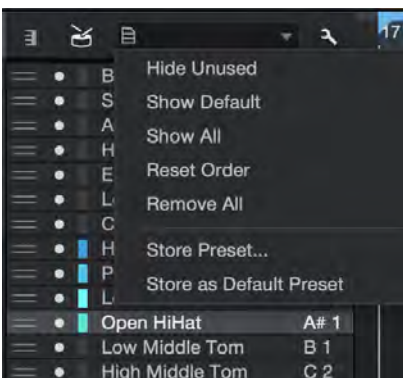 17
B
Hide Unused
S
Show Default
A
Show All
H
E
Reset Order
L
Remove All
C
H
Store Preset...
P
Store as Default Preset
L
Open HiHat A# 1
Low Middle Tom B 1
High Middle Tom C 2